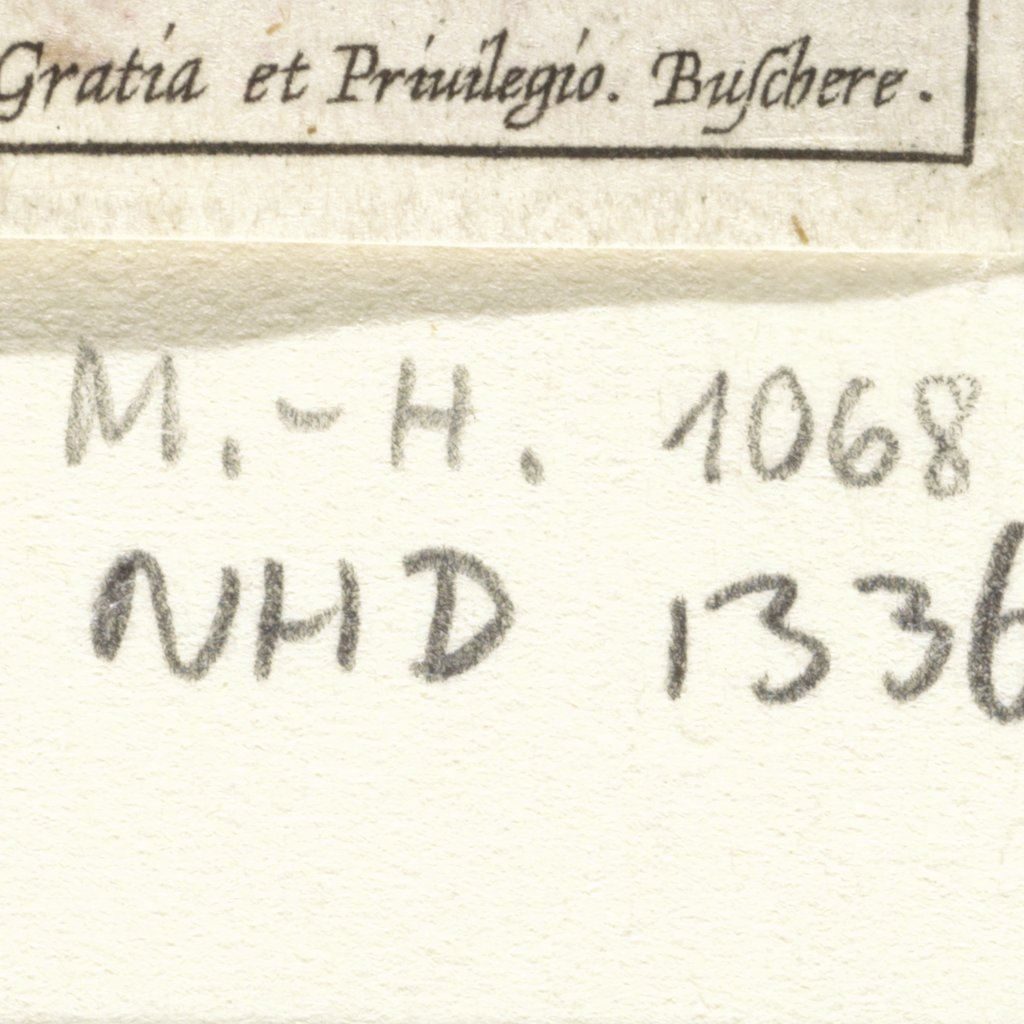 Gratia et Priuilegio. Buſchere.
M.-H. 1068
NHD 1336